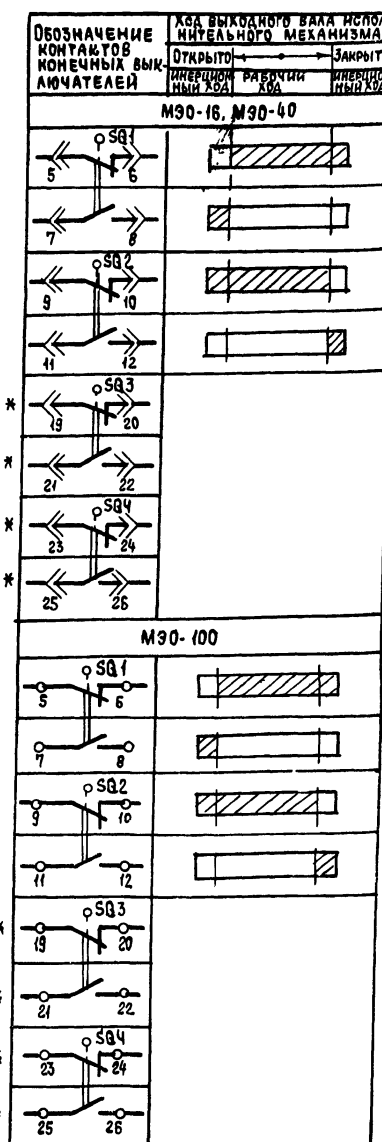 ОБОЗНАЧЕНИЕ
КОНТАКТОВ
КОНЕЧНЫХ ВЫК-
ЛЮЧАТЕЛЕЙ
ХОД ВЫХОДНОГО ВАЛА ИСПОЛ
НИТЕЛЬНОГО МЕХАНИЗМА
ОТКРЫТО
ЗАКРЫТ
ИНЕРЦИОН
НЫЙ ХОД
РАБОЧИЙ
ХОД
ИНЕРЦИО
НЫЙ ХОД
МЭО-16, МЭО-40
SQ1
5 6
7 8
SQ2
9 10
11 12
* SQ3
19 20
*
21 22
* SQ4
23 24
*
25 26
МЭО-100
SQ1
5 6
7 8
SQ2
9 10
11 12
SQ3
19 20
21 22
SQ4
23 24
25 26